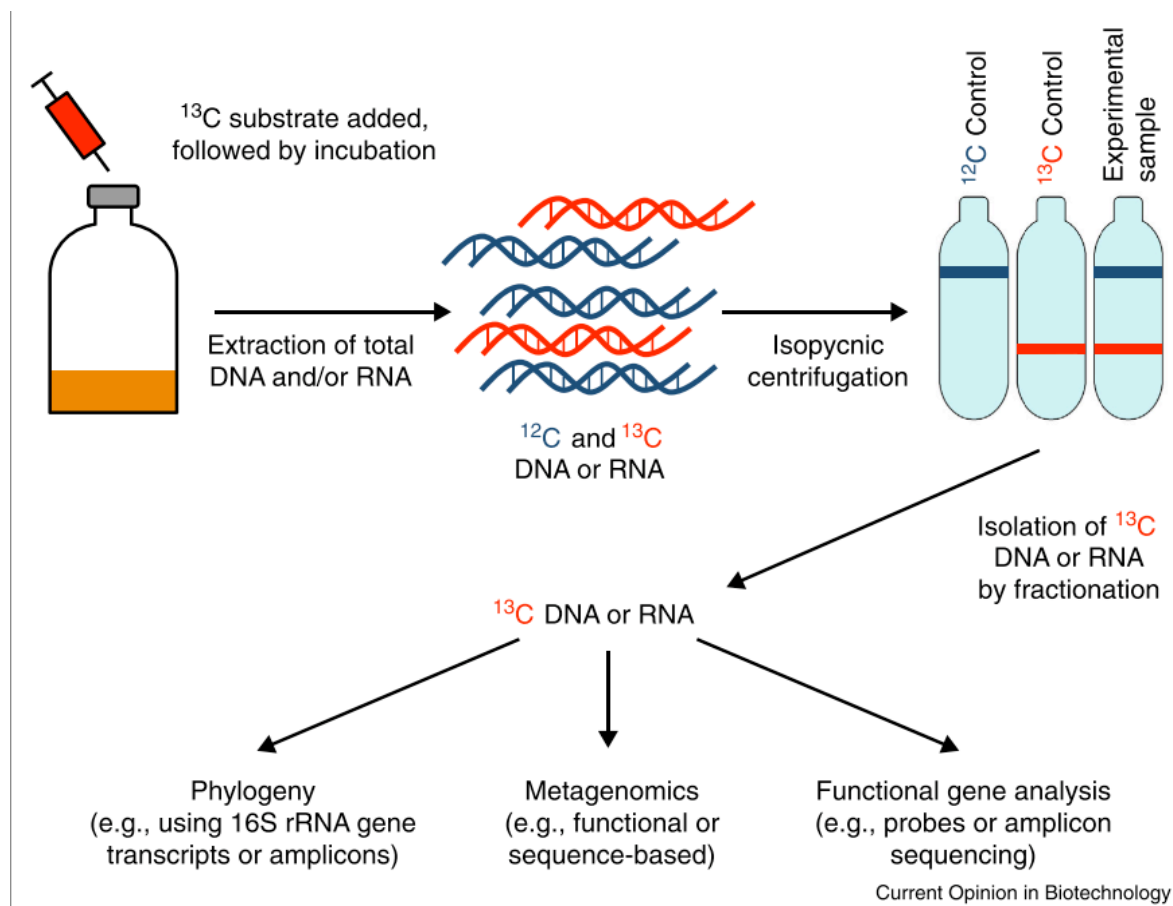 ¹³C substrate added,
followed by incubation
¹²C Control
¹³C Control
Experimental
sample
Extraction of total
DNA and/or RNA
Isopycnic
centrifugation
¹²C and ¹³C
DNA or RNA
Isolation of ¹³C
DNA or RNA
by fractionation
¹³C DNA or RNA
Phylogeny
(e.g., using 16S rRNA gene
transcripts or amplicons)
Metagenomics
(e.g., functional or
sequence-based)
Functional gene analysis
(e.g., probes or amplicon
sequencing)
Current Opinion in Biotechnology